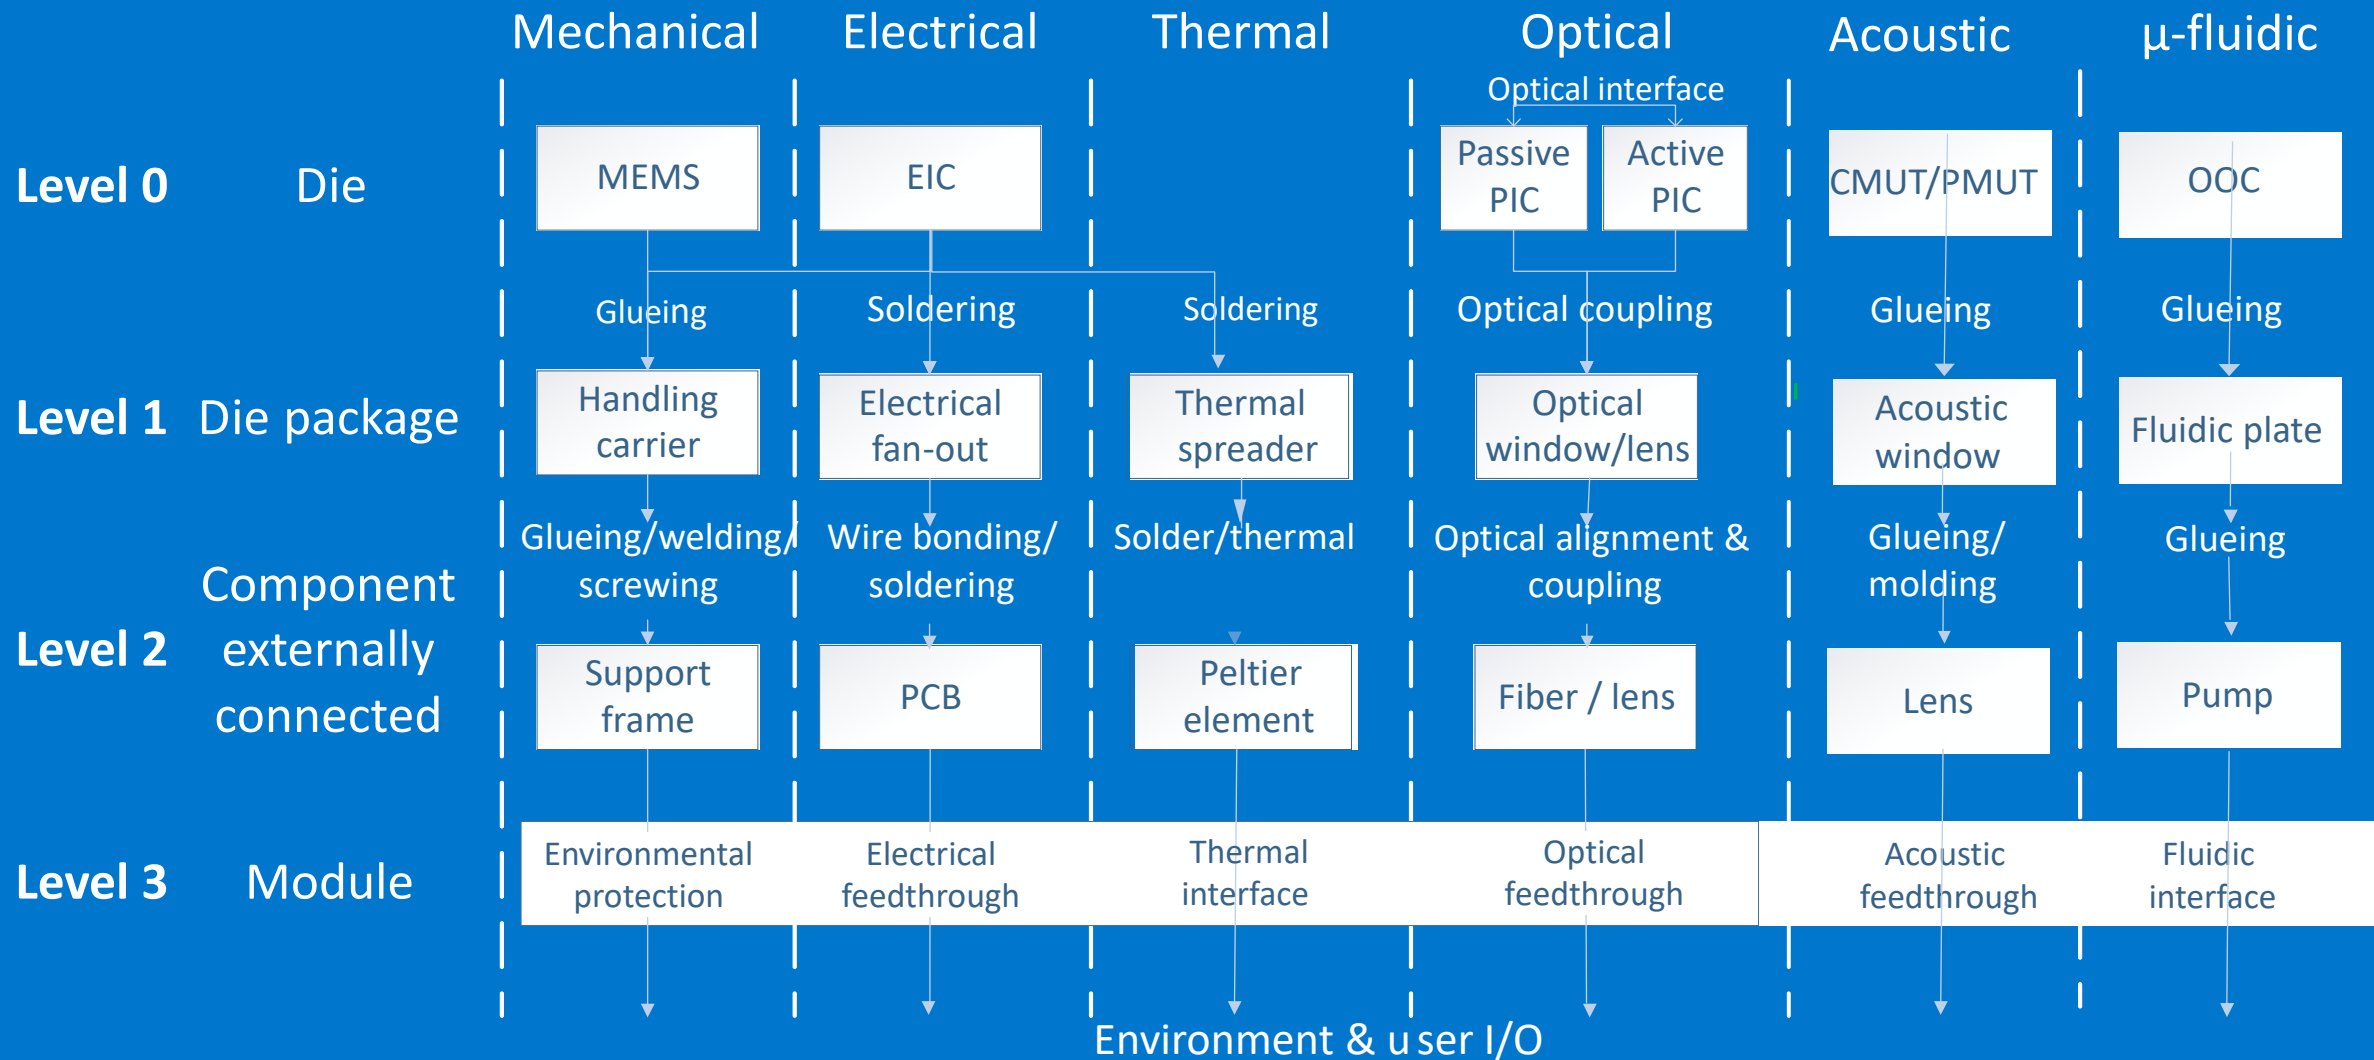 Mechanical Electrical Thermal Optical Acoustic µ-fluidic
Optical interface
Level 0 Die
MEMS
EIC
Passive
PIC
Active
PIC
CMUT/PMUT
OOC
Glueing
Soldering
Soldering
Optical coupling
Glueing
Glueing
Level 1 Die package
Handling
carrier
Electrical
fan-out
Thermal
spreader
Optical
window/lens
Acoustic
window
Fluidic plate
Glueing/welding/
screwing
Wire bonding/
soldering
Solder/thermal
Optical alignment &
coupling
Glueing/
molding
Glueing
Level 2
Component
externally
connected
Support
frame
PCB
Peltier
element
Fiber / lens
Lens
Pump
Level 3 Module
Environmental
protection
Electrical
feedthrough
Thermal
interface
Optical
feedthrough
Acoustic
feedthrough
Fluidic
interface
Environment & user I/O